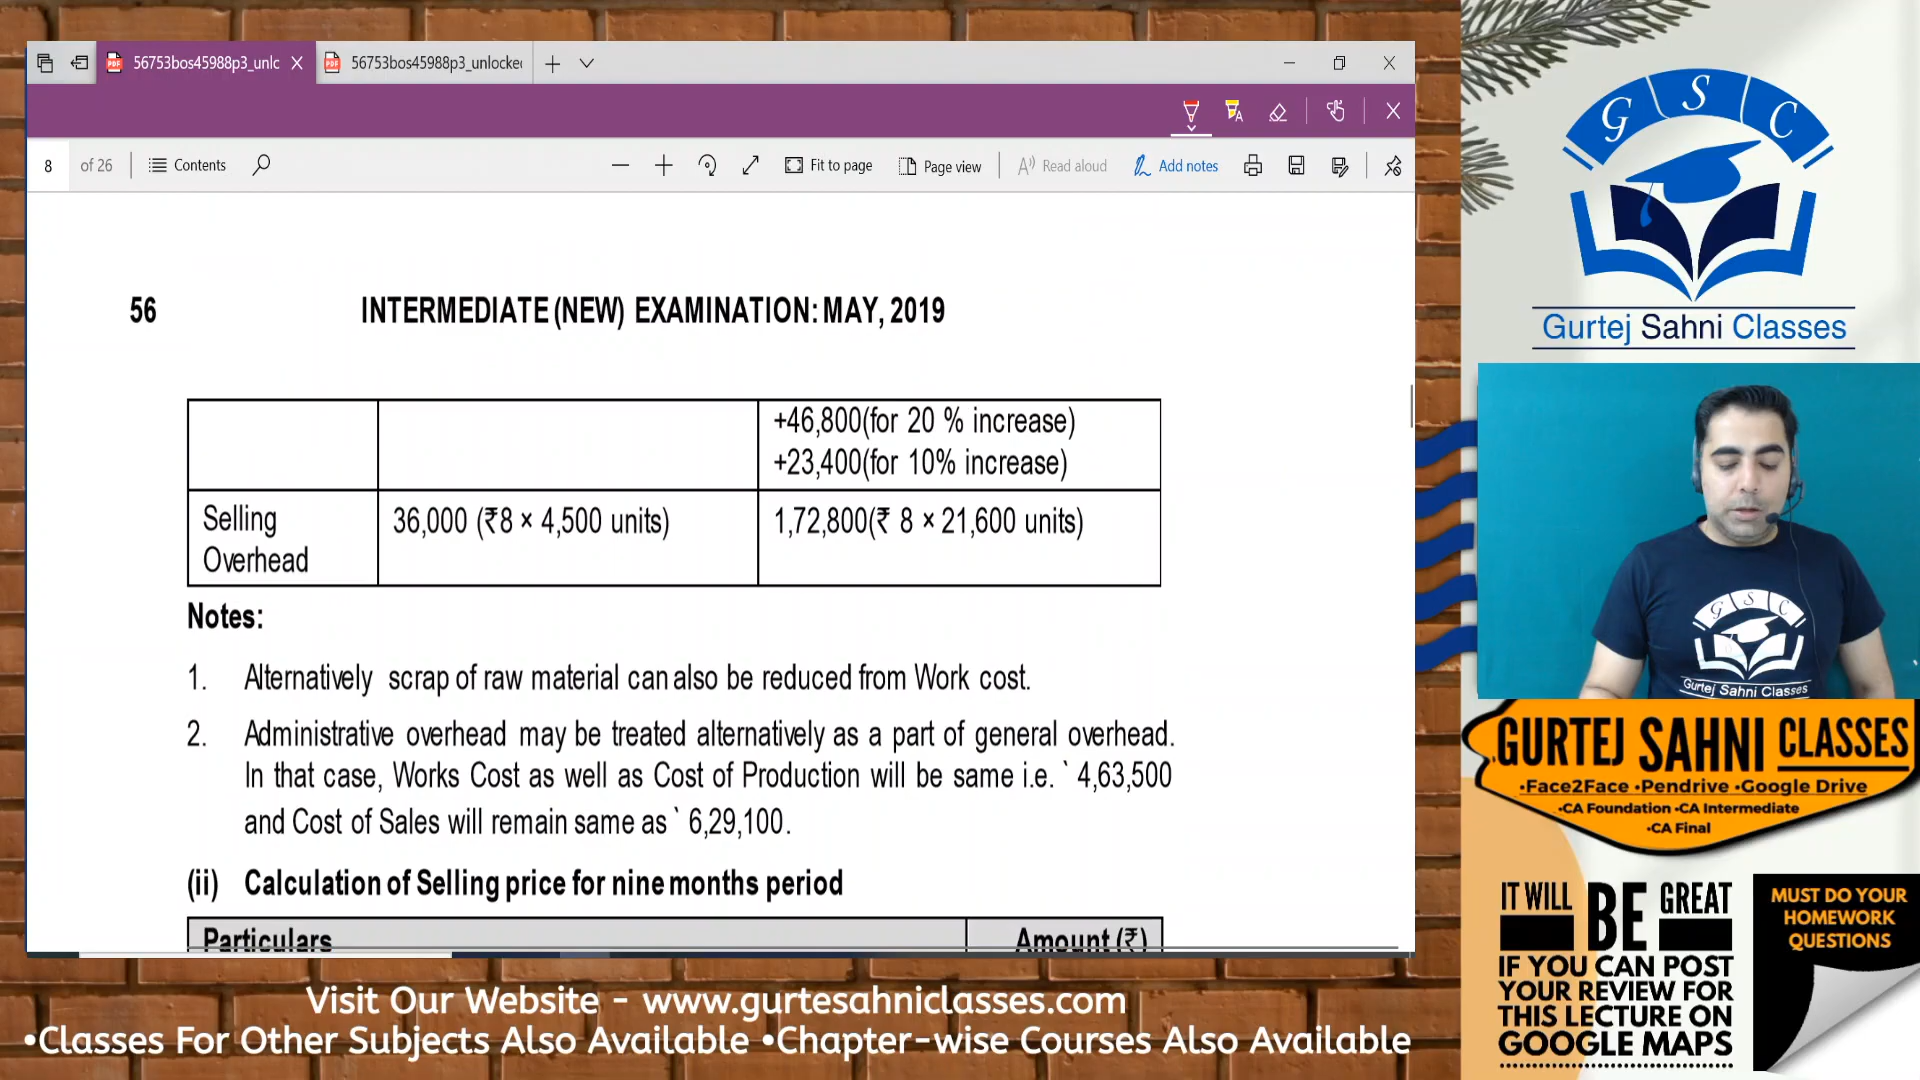 56753bos45988p3_unlc
56753bos45988p3_unlocke
8 of 26 Contents Fit to page Page view Read aloud Add notes
56 INTERMEDIATE (NEW) EXAMINATION: MAY, 2019
+46,800(for 20 % increase)
+23,400(for 10% increase)
Selling Overhead 36,000 (₹8 × 4,500 units) 1,72,800(₹ 8 × 21,600 units)
Notes:
1. Alternatively scrap of raw material can also be reduced from Work cost.
2. Administrative overhead may be treated alternatively as a part of general overhead.
In that case, Works Cost as well as Cost of Production will be same i.e. ` 4,63,500
and Cost of Sales will remain same as ` 6,29,100.
(ii) Calculation of Selling price for nine months period
Particulars Amount (₹)
G S C
Gurtej Sahni Classes
G S C
Gurtej Sahni Classes
GURTEJ SAHNI CLASSES
•Face2Face •Pendrive •Google Drive
•CA Foundation •CA Intermediate
•CA Final
IT WILL BE GREAT
IF YOU CAN POST
YOUR REVIEW FOR
THIS LECTURE ON
GOOGLE MAPS
MUST DO YOUR
HOMEWORK
QUESTIONS
Visit Our Website - www.gurtesahniclasses.com
•Classes For Other Subjects Also Available •Chapter-wise Courses Also Available